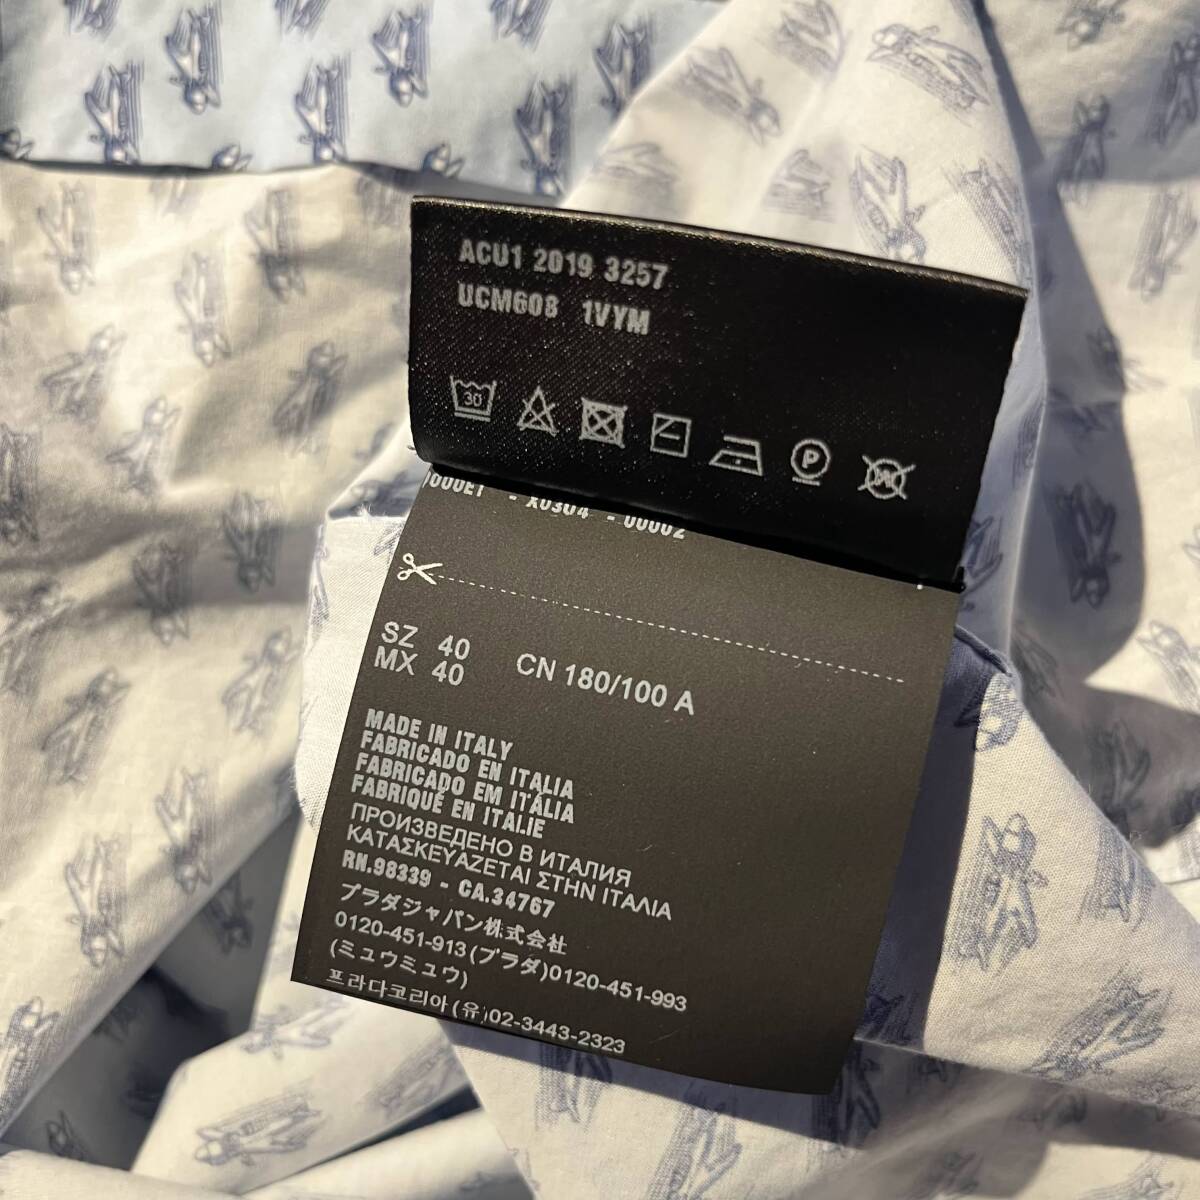 ACU1 2019 3257
UCM608 1VYM
30
P
W
- X0304 - 00002
SZ 40
MX 40
CN 180/100 A
MADE IN ITALY
FABRICADO EN ITALIA
FABRICADO EM ITÁLIA
FABRIQUÉ EN ITALIE
ПРОИЗВЕДЕНО В ИТАЛИЯ
ΚΑΤΑΣΚΕΥΑΖΕΤΑΙ ΣΤΗΝ ΙΤΑΛΙΑ
RN.98339 - CA.34767
プラダジャパン株式会社
0120-451-913(プラダ)0120-451-993
(ミュウミュウ)
프라다코리아(유)02-3443-2323